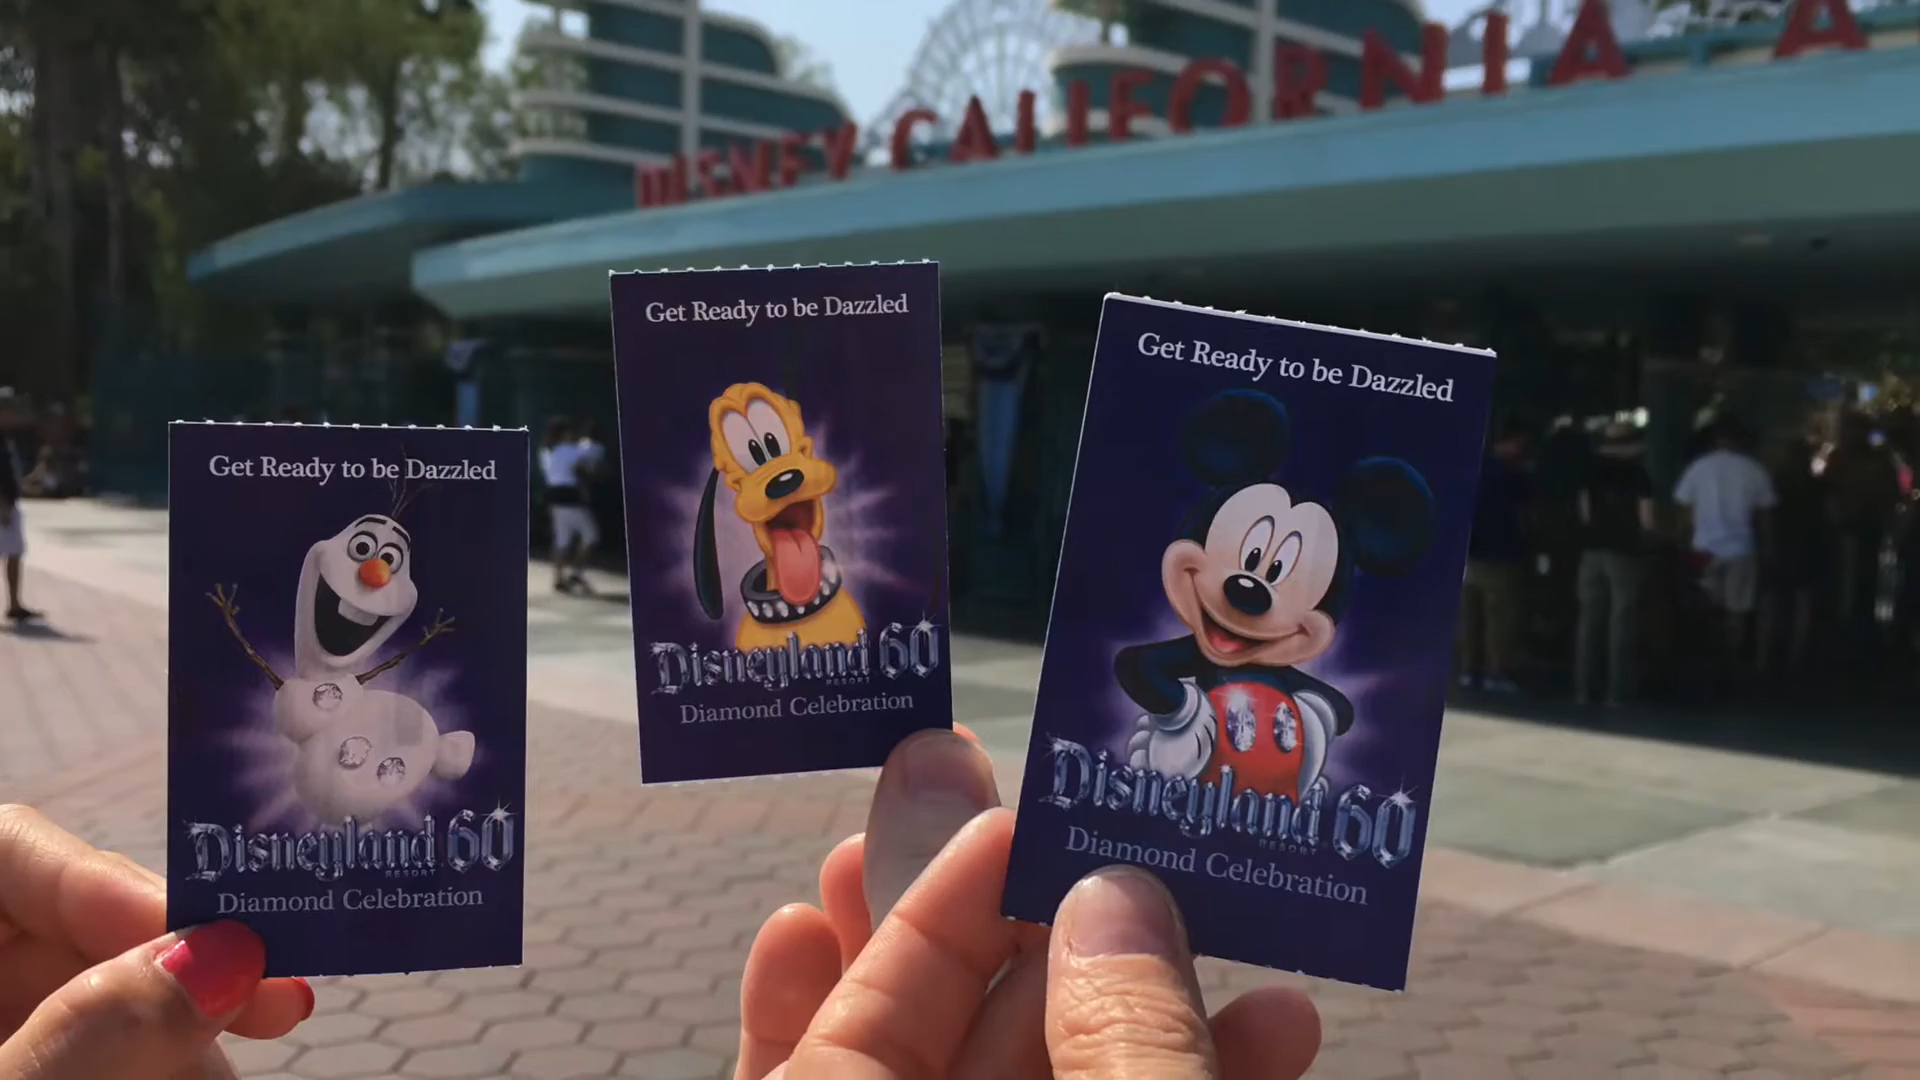 DISNEY CALIFORNIA A
Get Ready to be Dazzled
Disneyland 60
RESORT
Diamond Celebration
Get Ready to be Dazzled
Disneyland 60
RESORT
Diamond Celebration
Get Ready to be Dazzled
Disneyland 60
RESORT
Diamond Celebration